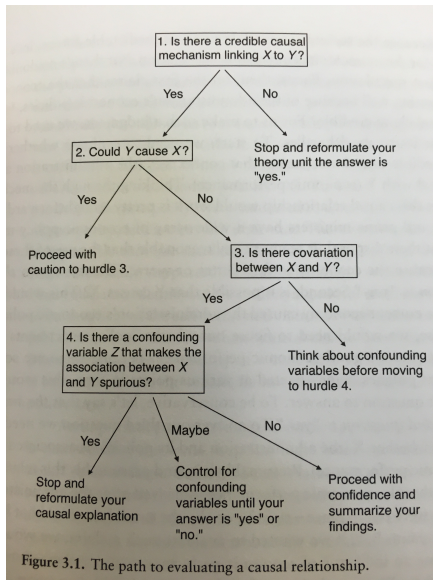 1. Is there a credible causal
mechanism linking X to Y?
Yes
No
2. Could Y cause X?
Stop and reformulate your
theory unit the answer is
"yes."
Yes
No
Proceed with
caution to hurdle 3.
3. Is there covariation
between X and Y?
Yes
No
4. Is there a confounding
variable Z that makes the
association between X
and Y spurious?
Think about confounding
variables before moving
to hurdle 4.
Yes
Maybe
No
Stop and
reformulate your
causal explanation
Control for
confounding
variables until your
answer is "yes" or
"no."
Proceed with
confidence and
summarize your
findings.
Figure 3.1. The path to evaluating a causal relationship.